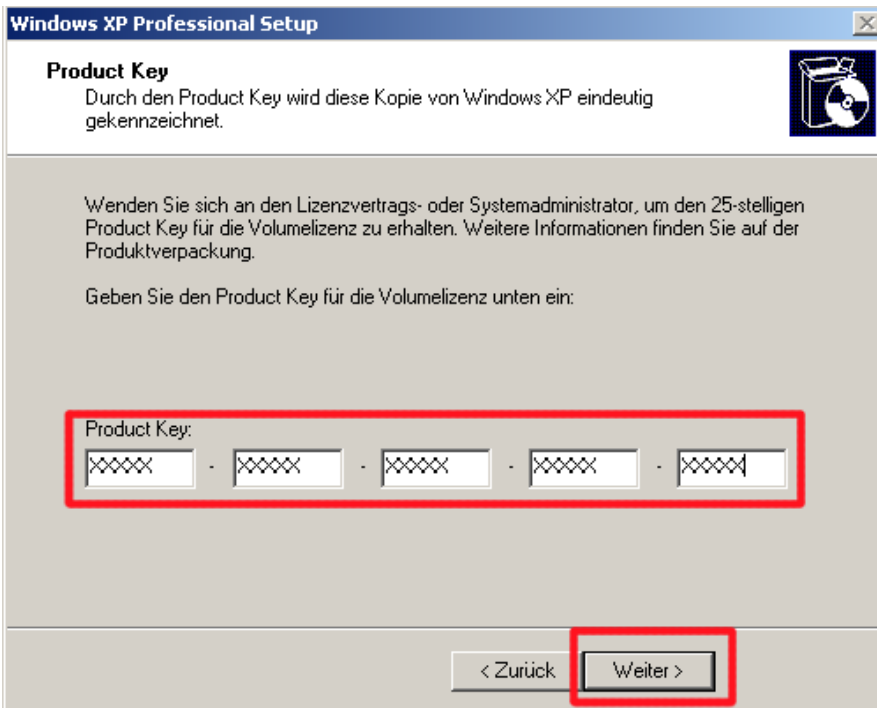 Windows XP Professional Setup
Product Key
Durch den Product Key wird diese Kopie von Windows XP eindeutig
gekennzeichnet.
Wenden Sie sich an den Lizenzvertrags- oder Systemadministrator, um den 25-stelligen
Product Key für die Volumelizenz zu erhalten. Weitere Informationen finden Sie auf der
Produktverpackung.
Geben Sie den Product Key für die Volumelizenz unten ein:
Product Key:
XXXXX - XXXXX - XXXXX - XXXXX - XXXXX
< Zurück Weiter >